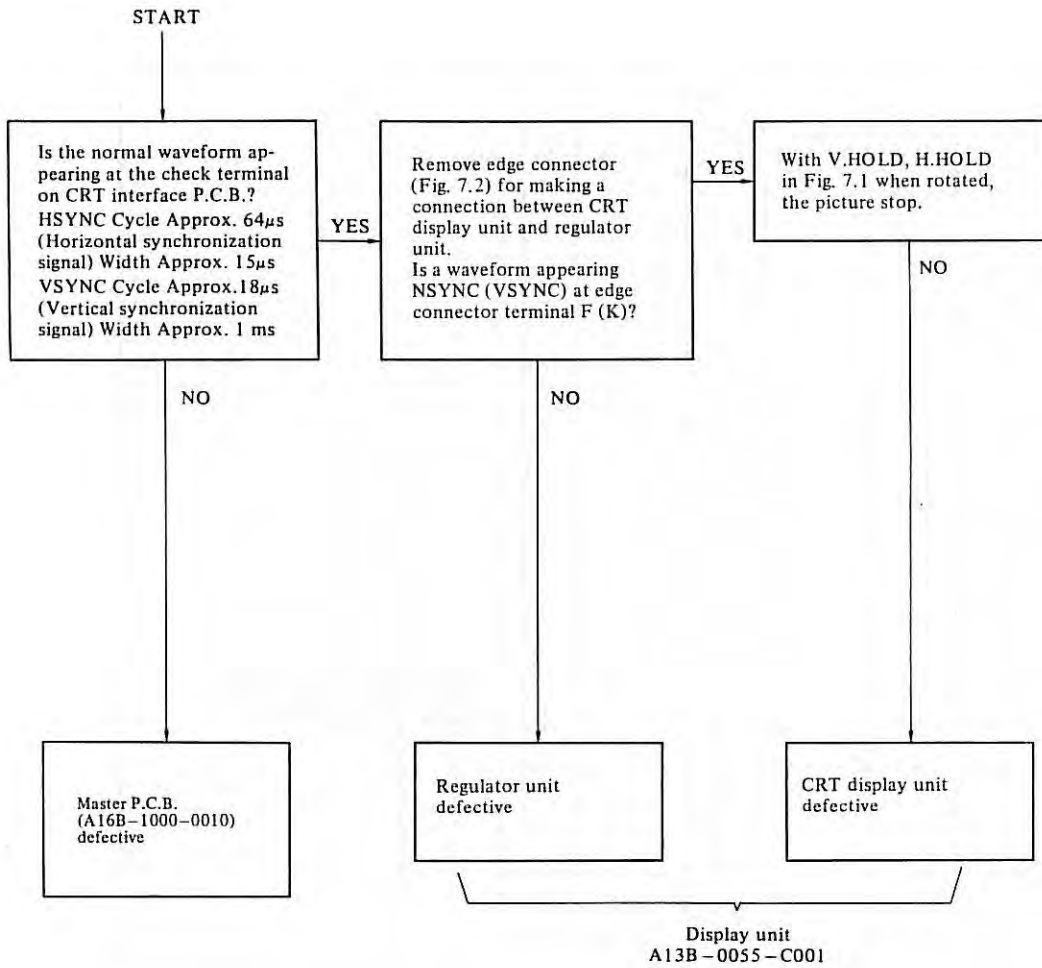 START
Is the normal waveform ap-
pearing at the check terminal
on CRT interface P.C.B.?
HSYNC Cycle Approx. 64μs
(Horizontal synchronization
signal) Width Approx. 15μs
VSYNC Cycle Approx.18μs
(Vertical synchronization
signal) Width Approx. 1 ms
YES
Remove edge connector
(Fig. 7.2) for making a
connection between CRT
display unit and regulator
unit.
Is a waveform appearing
NSYNC (VSYNC) at edge
connector terminal F (K)?
YES
With V.HOLD, H.HOLD
in Fig. 7.1 when rotated,
the picture stop.
NO
NO
NO
Master P.C.B.
(A16B-1000-0010)
defective
Regulator unit
defective
CRT display unit
defective
Display unit
A13B-0055-C001